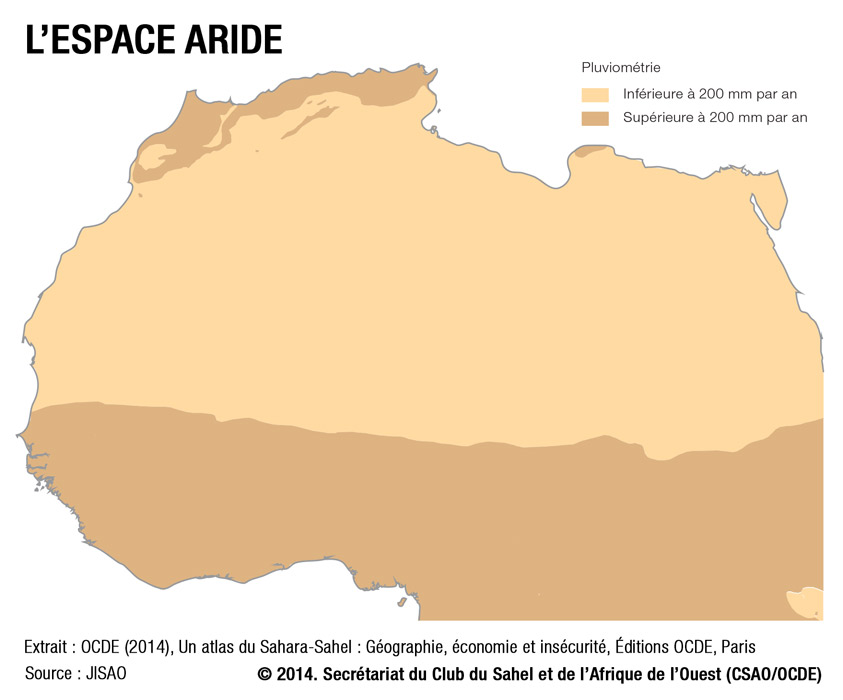 L'ESPACE ARIDE
Pluviométrie
Inférieure à 200 mm par an
Supérieure à 200 mm par an
Extrait : OCDE (2014), Un atlas du Sahara-Sahel : Géographie, économie et insécurité, Éditions OCDE, Paris
Source : JISAO
© 2014. Secrétariat du Club du Sahel et de l'Afrique de l'Ouest (CSAO/OCDE)